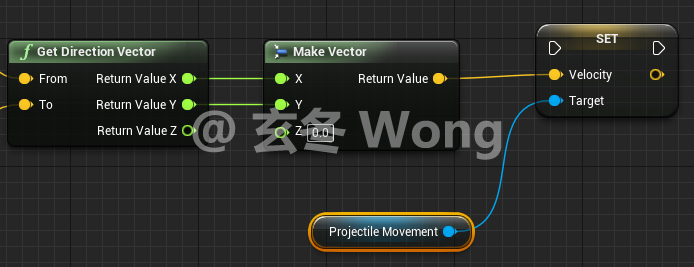 SET
f Get Direction Vector
Make Vector
From
Return Value X
X
Return Value
Velocity
To
Return Value Y
Y
Target
Return Value Z
Z 0.0
@ 玄冬 Wong
Projectile Movement